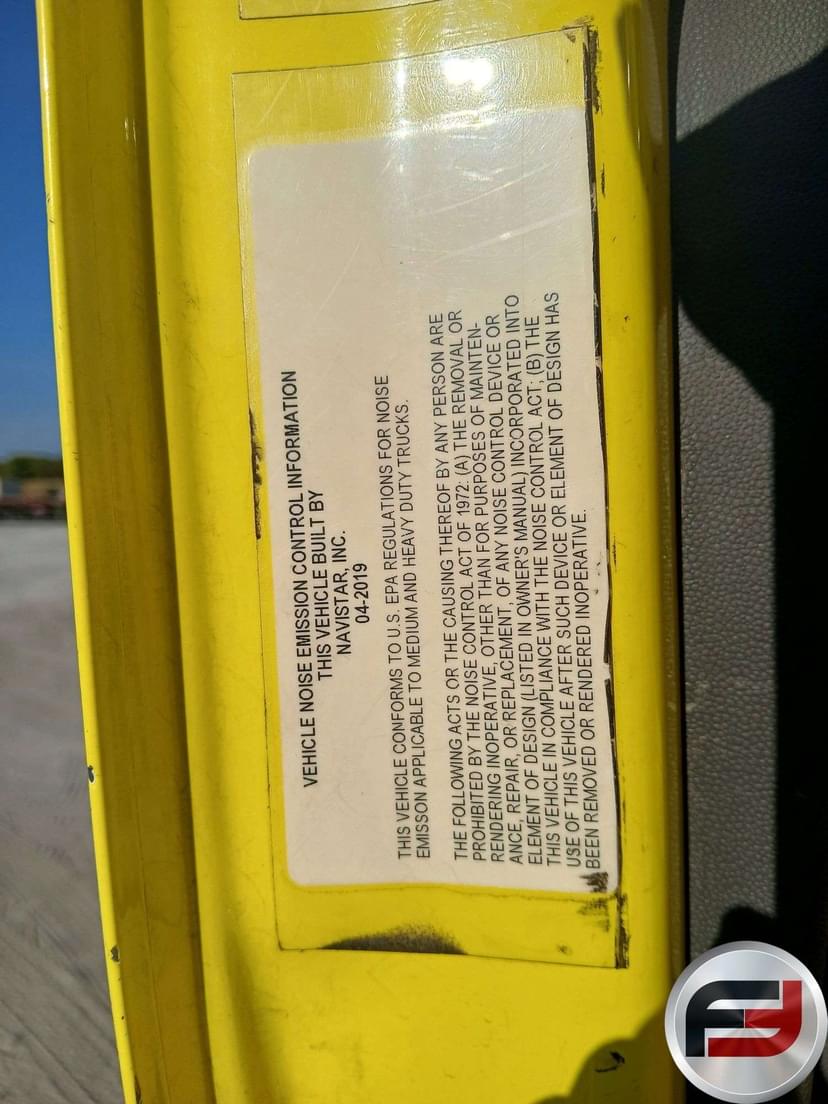 VEHICLE NOISE EMISSION CONTROL INFORMATION
THIS VEHICLE BUILT BY
NAVISTAR, INC.
04-2019
THIS VEHICLE CONFORMS TO U.S. EPA REGULATIONS FOR NOISE
EMISSON APPLICABLE TO MEDIUM AND HEAVY DUTY TRUCKS.
THE FOLLOWING ACTS OR THE CAUSING THEREOF BY ANY PERSON ARE
PROHIBITED BY THE NOISE CONTROL ACT OF 1972: (A) THE REMOVAL OR
RENDERING INOPERATIVE, OTHER THAN FOR PURPOSES OF MAINTEN-
ANCE, REPAIR, OR REPLACEMENT, OF ANY NOISE CONTROL DEVICE OR
ELEMENT OF DESIGN (LISTED IN OWNER'S MANUAL) INCORPORATED INTO
THIS VEHICLE IN COMPLIANCE WITH THE NOISE CONTROL ACT; (B) THE
USE OF THIS VEHICLE AFTER SUCH DEVICE OR ELEMENT OF DESIGN HAS
BEEN REMOVED OR RENDERED INOPERATIVE.